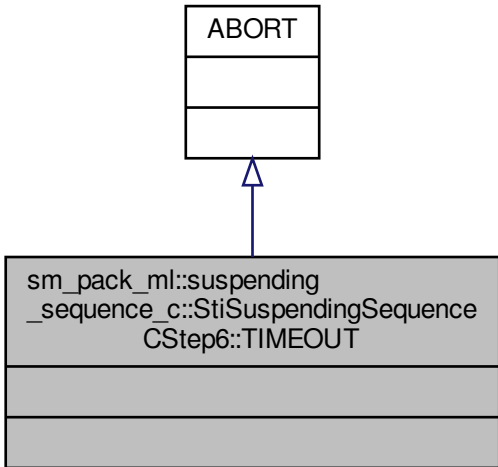 ABORT
sm_pack_ml::suspending
_sequence_c::StiSuspendingSequence
CStep6::TIMEOUT